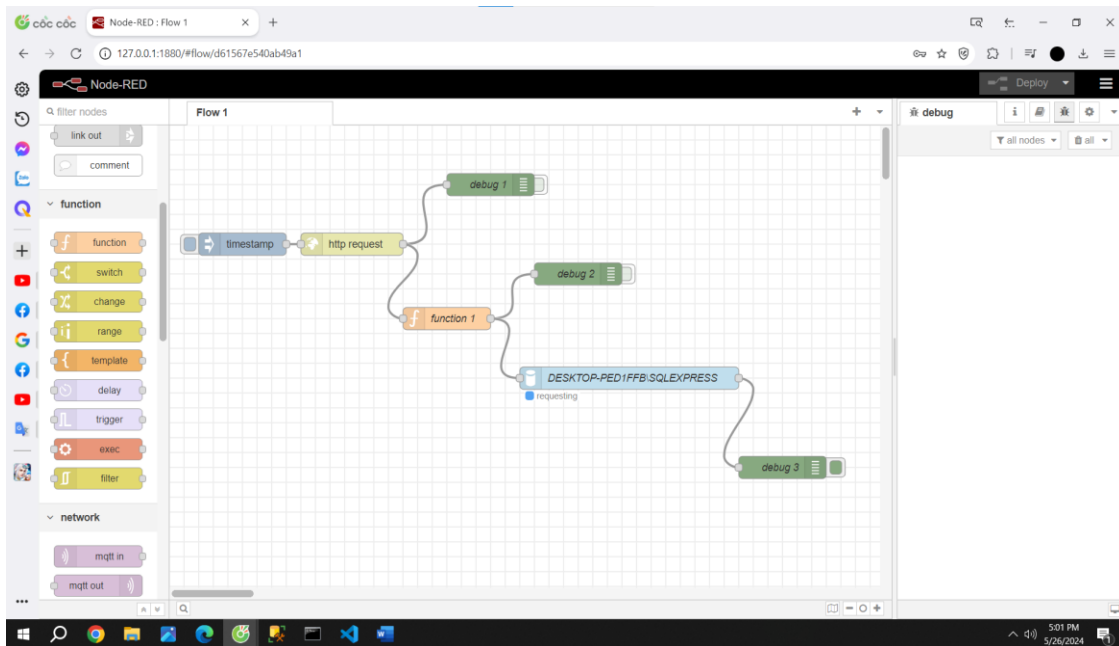 cốc cốc
Node-RED : Flow 1
127.0.0.1:1880/#flow/d61567e540ab49a1
Node-RED
Deploy
filter nodes
Flow 1
debug
i
all nodes
all
link out
comment
function
function
switch
change
range
template
delay
trigger
exec
filter
network
mqtt in
mqtt out
debug 1
timestamp
http request
debug 2
function 1
DESKTOP-PED1FFB\SQLEXPRESS
requesting
debug 3
5:01 PM
5/26/2024